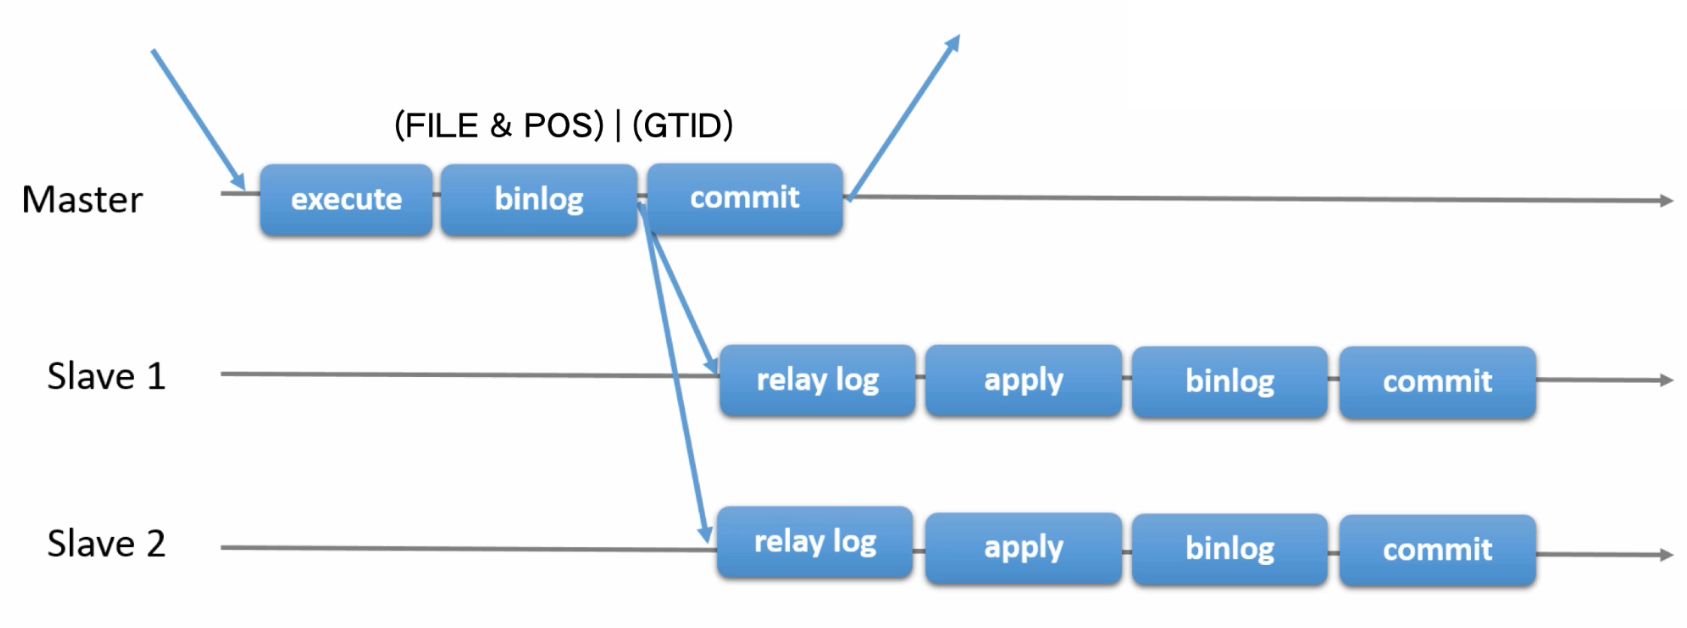 (FILE & POS) | (GTID)
Master
execute
binlog
commit
Slave 1
relay log
apply
binlog
commit
Slave 2
relay log
apply
binlog
commit